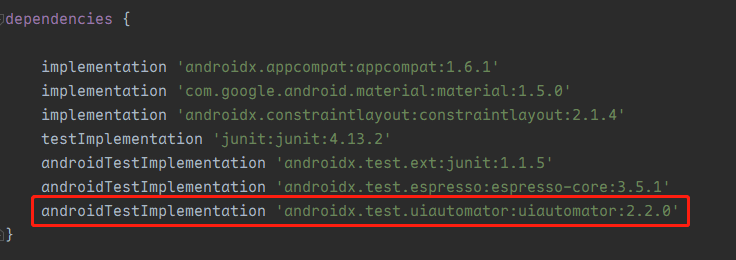 dependencies {
implementation 'androidx.appcompat:appcompat:1.6.1'
implementation 'com.google.android.material:material:1.5.0'
implementation 'androidx.constraintlayout:constraintlayout:2.1.4'
testImplementation 'junit:junit:4.13.2'
androidTestImplementation 'androidx.test.ext:junit:1.1.5'
androidTestImplementation 'androidx.test.espresso:espresso-core:3.5.1'
androidTestImplementation 'androidx.test.uiautomator:uiautomator:2.2.0'
}